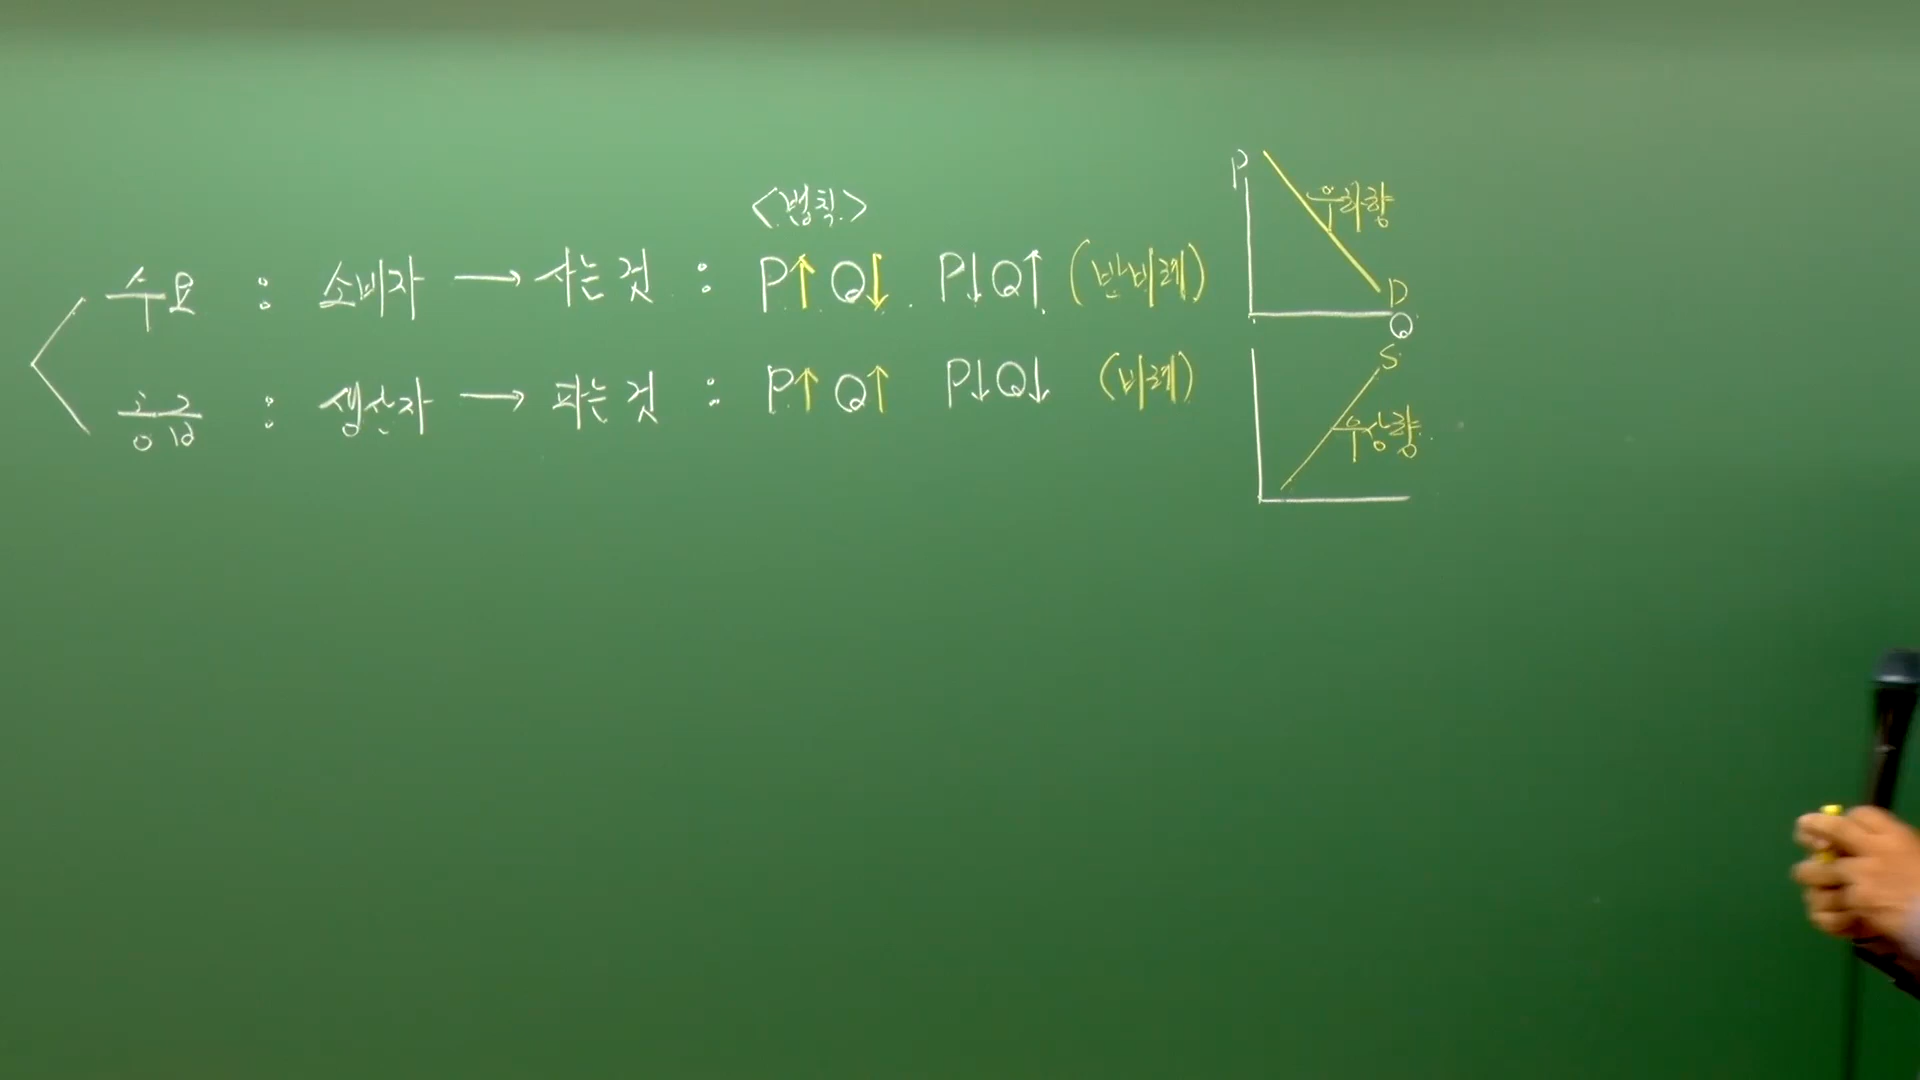 <법칙>
수요 : 소비자 → 사는 것 : P↑ Q↓ . P↓Q↑ (반비례)
공급 : 생산자 → 파는 것 : P↑ Q↑ P↓Q↓ (비례)
P
우하향
D
Q
S
우상향